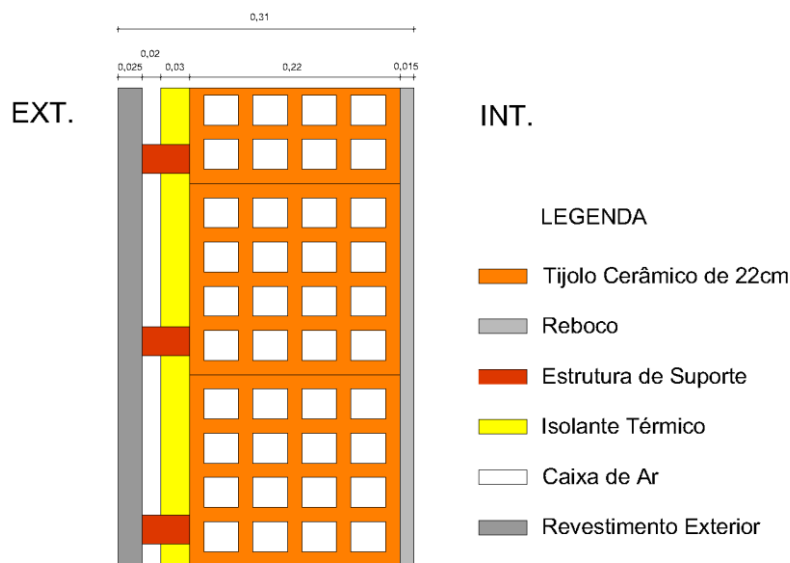 0,31
0,02
0,025 0,03 0,22 0,015
EXT.
INT.
LEGENDA
Tijolo Cerâmico de 22cm
Reboco
Estrutura de Suporte
Isolante Térmico
Caixa de Ar
Revestimento Exterior